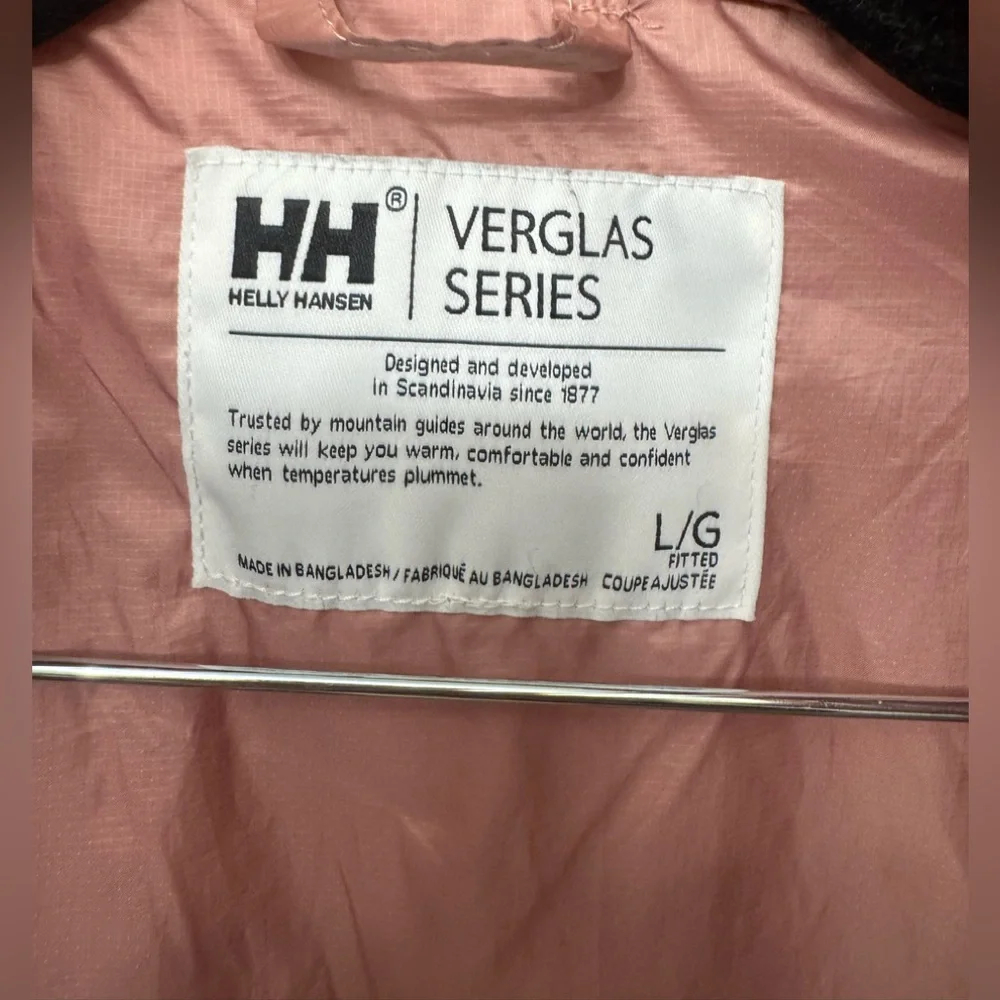 HH®
HELLY HANSEN
VERGLAS
SERIES
Designed and developed
in Scandinavia since 1877
Trusted by mountain guides around the world, the Verglas
series will keep you warm, comfortable and confident
when temperatures plummet.
L/G
FITTED
MADE IN BANGLADESH / FABRIQUÉ AU BANGLADESH COUPE AJUSTÉE